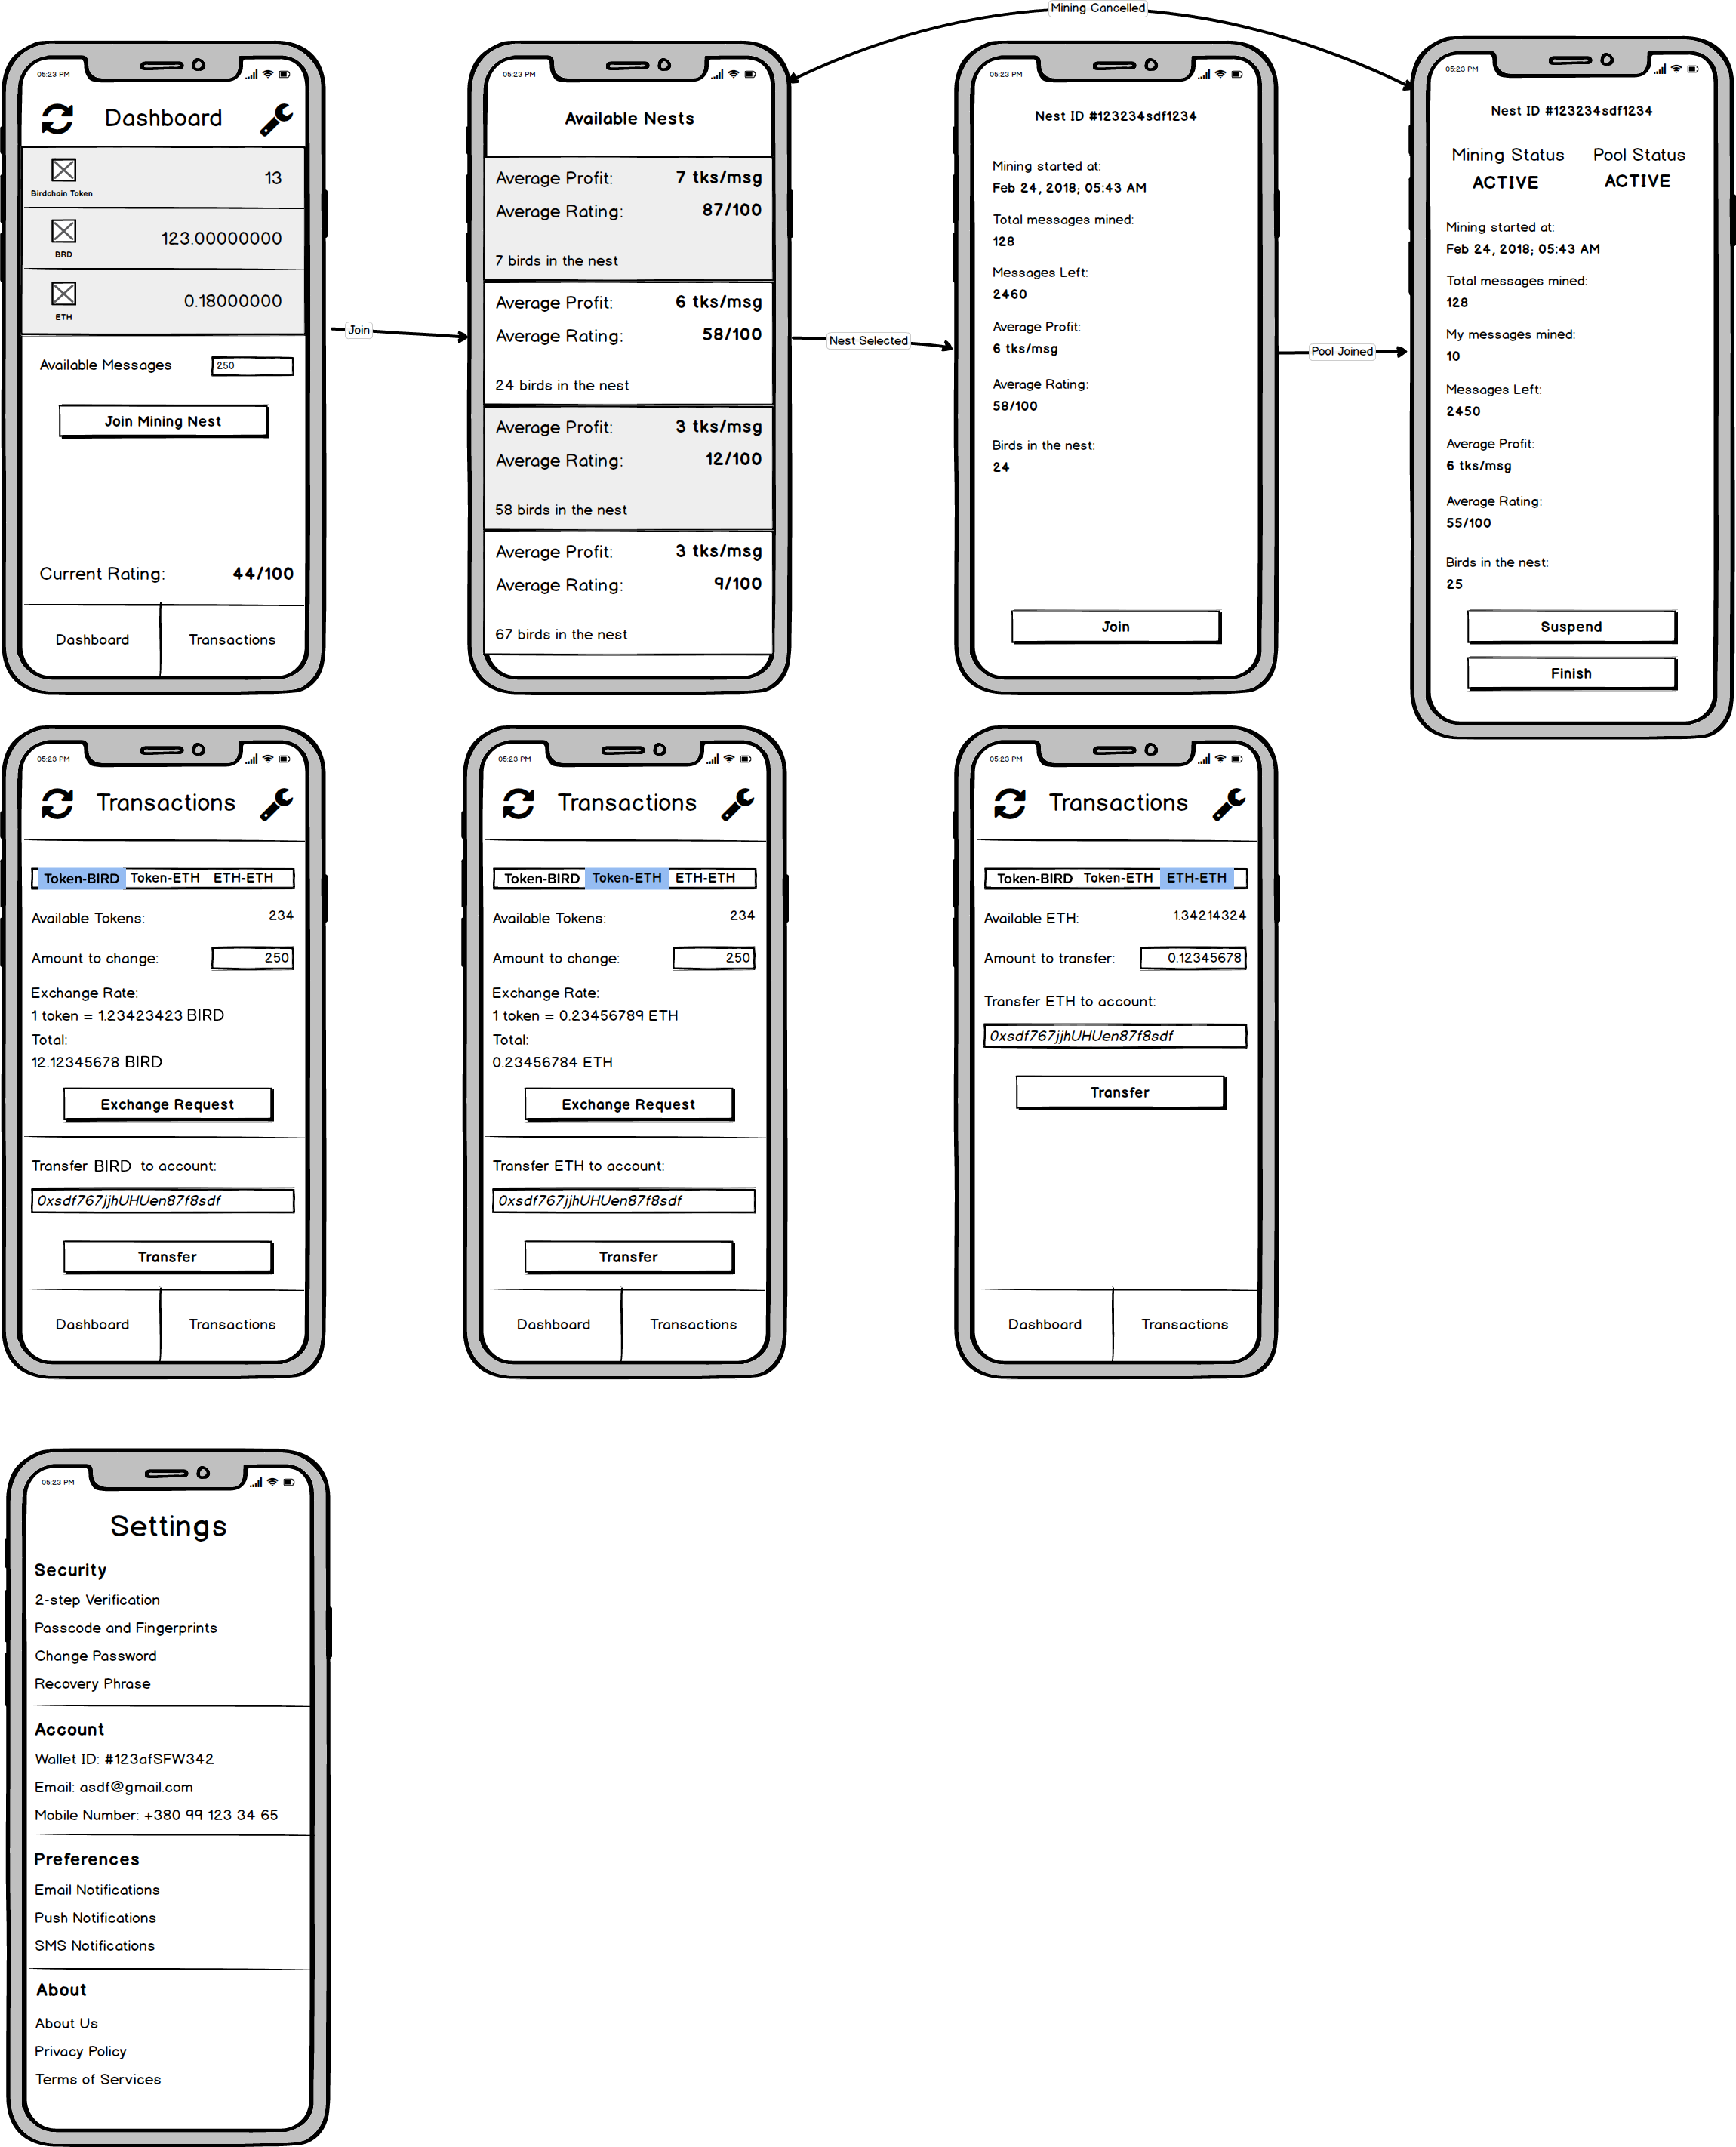 Mining Cancelled
05:23 PM
Dashboard
Birdchain Token
13
BRD
123.00000000
ETH
0.18000000
Available Messages
250
Join Mining Nest
Current Rating:
44/100
Dashboard
Transactions
Join
05:23 PM
Available Nests
Average Profit:
7 tks/msg
Average Rating:
87/100
7 birds in the nest
Average Profit:
6 tks/msg
Average Rating:
58/100
24 birds in the nest
Average Profit:
3 tks/msg
Average Rating:
12/100
58 birds in the nest
Average Profit:
3 tks/msg
Average Rating:
9/100
67 birds in the nest
Nest Selected
05:23 PM
Nest ID #123234sdf1234
Mining started at:
Feb 24, 2018; 05:43 AM
Total messages mined:
128
Messages Left:
2460
Average Profit:
6 tks/msg
Average Rating:
58/100
Birds in the nest:
24
Join
Pool Joined
05:23 PM
Nest ID #123234sdf1234
Mining Status
Pool Status
ACTIVE
ACTIVE
Mining started at:
Feb 24, 2018; 05:43 AM
Total messages mined:
128
My messages mined:
10
Messages Left:
2450
Average Profit:
6 tks/msg
Average Rating:
55/100
Birds in the nest:
25
Suspend
Finish
05:23 PM
Transactions
Token-BIRD Token-ETH ETH-ETH
Available Tokens:
234
Amount to change:
250
Exchange Rate:
1 token = 1.23423423 BIRD
Total:
12.12345678 BIRD
Exchange Request
Transfer BIRD to account:
0xsdf767jjhUHUen87f8sdf
Transfer
Dashboard
Transactions
05:23 PM
Transactions
Token-BIRD Token-ETH ETH-ETH
Available Tokens:
234
Amount to change:
250
Exchange Rate:
1 token = 0.23456789 ETH
Total:
0.23456784 ETH
Exchange Request
Transfer ETH to account:
0xsdf767jjhUHUen87f8sdf
Transfer
Dashboard
Transactions
05:23 PM
Transactions
Token-BIRD Token-ETH ETH-ETH
Available ETH:
1.34214324
Amount to transfer:
0.12345678
Transfer ETH to account:
0xsdf767jjhUHUen87f8sdf
Transfer
Dashboard
Transactions
05:23 PM
Settings
Security
2-step Verification
Passcode and Fingerprints
Change Password
Recovery Phrase
Account
Wallet ID: #123afSFW342
Email: asdf@gmail.com
Mobile Number: +380 99 123 34 65
Preferences
Email Notifications
Push Notifications
SMS Notifications
About
About Us
Privacy Policy
Terms of Services